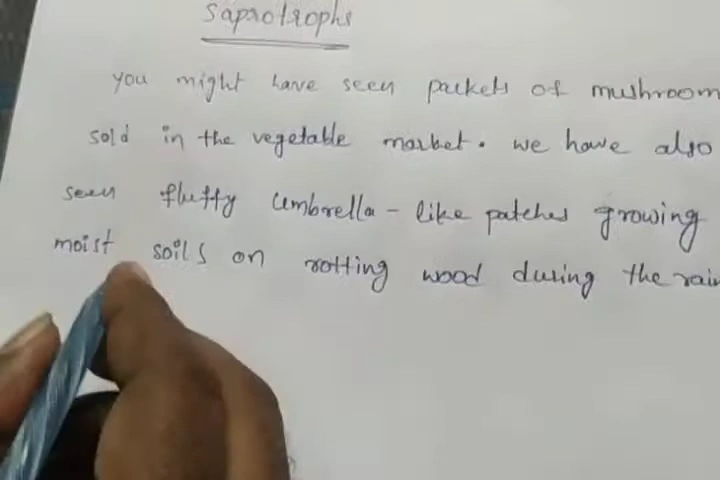 Saprotrophs
you might have seen packets of mushroom
sold in the vegetable market. we have also
seen fluffy umbrella - like patches growing
moist soils on rotting wood during the rain